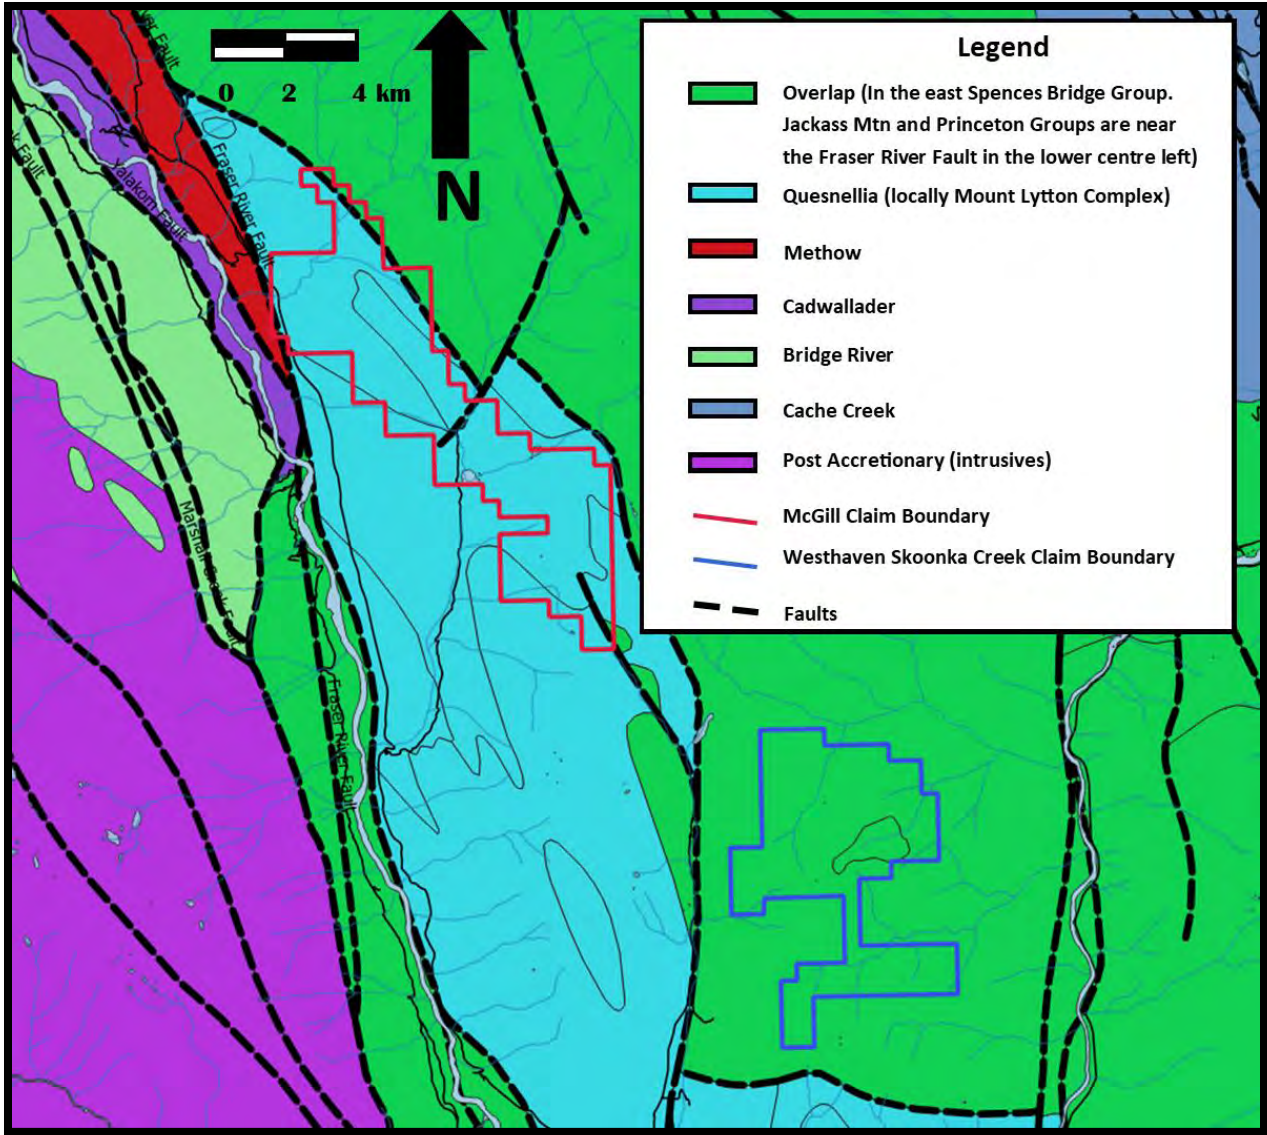 Legend
Overlap (In the east Spences Bridge Group.
Jackass Mtn and Princeton Groups are near
the Fraser River Fault in the lower centre left)
Quesnellia (locally Mount Lytton Complex)
Methow
Cadwallader
Bridge River
Cache Creek
Post Accretionary (intrusives)
McGill Claim Boundary
Westhaven Skoonka Creek Claim Boundary
Faults
0 2 4 km
N
Fault
Fault
Yalakom Fault
Fraser River Fault
Marshall Creek Fault
Fraser River Fault